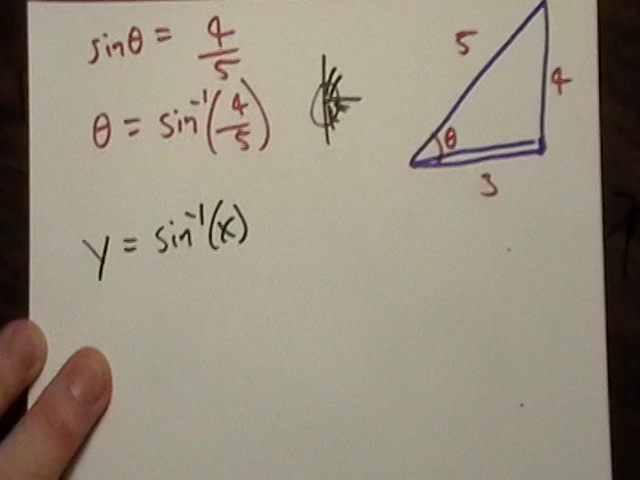 sinθ = 4/5
θ = sin⁻¹(4/5)
y = sin⁻¹(x)
5
4
θ
3